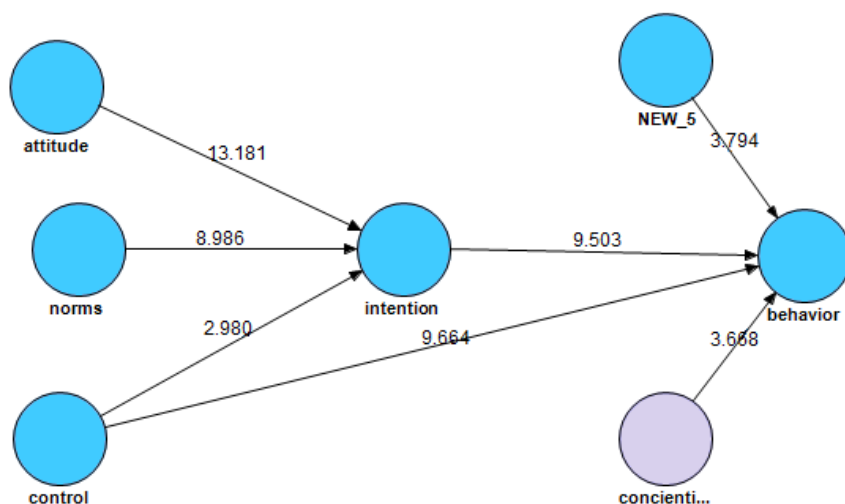 NEW_5
attitude
13.181
3.794
8.986
9.503
norms
intention
behavior
2.980
9.664
3.668
control
concienti...